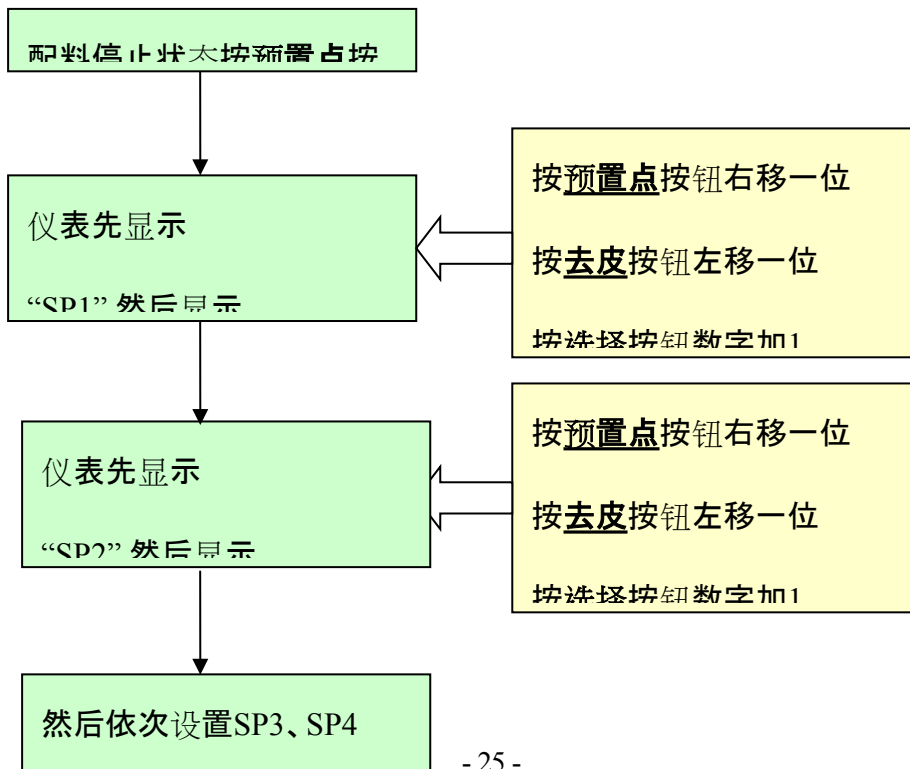 配料停止状态按预置点按
仪表先显示
“SP1” 然后显示
按预置点按钮右移一位
按去皮按钮左移一位
按选择按钮数字加1
仪表先显示
“SP2” 然后显示
按预置点按钮右移一位
按去皮按钮左移一位
按选择按钮数字加1
然后依次设置SP3、SP4
- 25 -